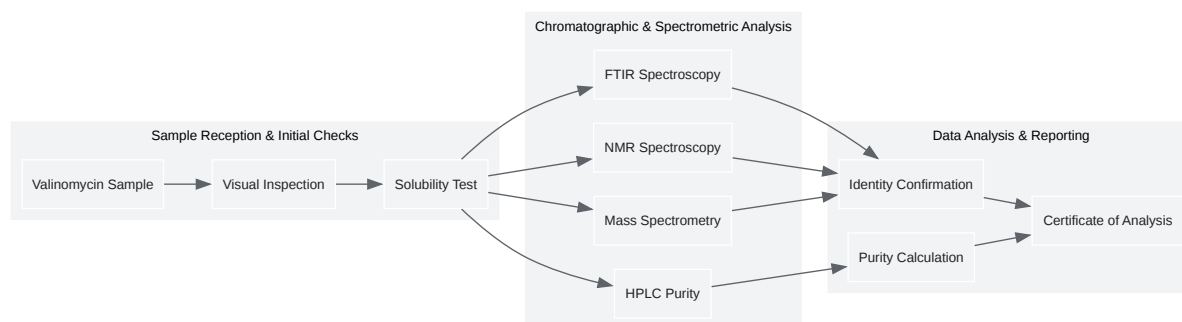 Chromatographic & Spectrometric Analysis
FTIR Spectroscopy
Sample Reception & Initial Checks
Data Analysis & Reporting
NMR Spectroscopy
Valinomycin Sample
Visual Inspection
Solubility Test
Identity Confirmation
Mass Spectrometry
Certificate of Analysis
Purity Calculation
HPLC Purity